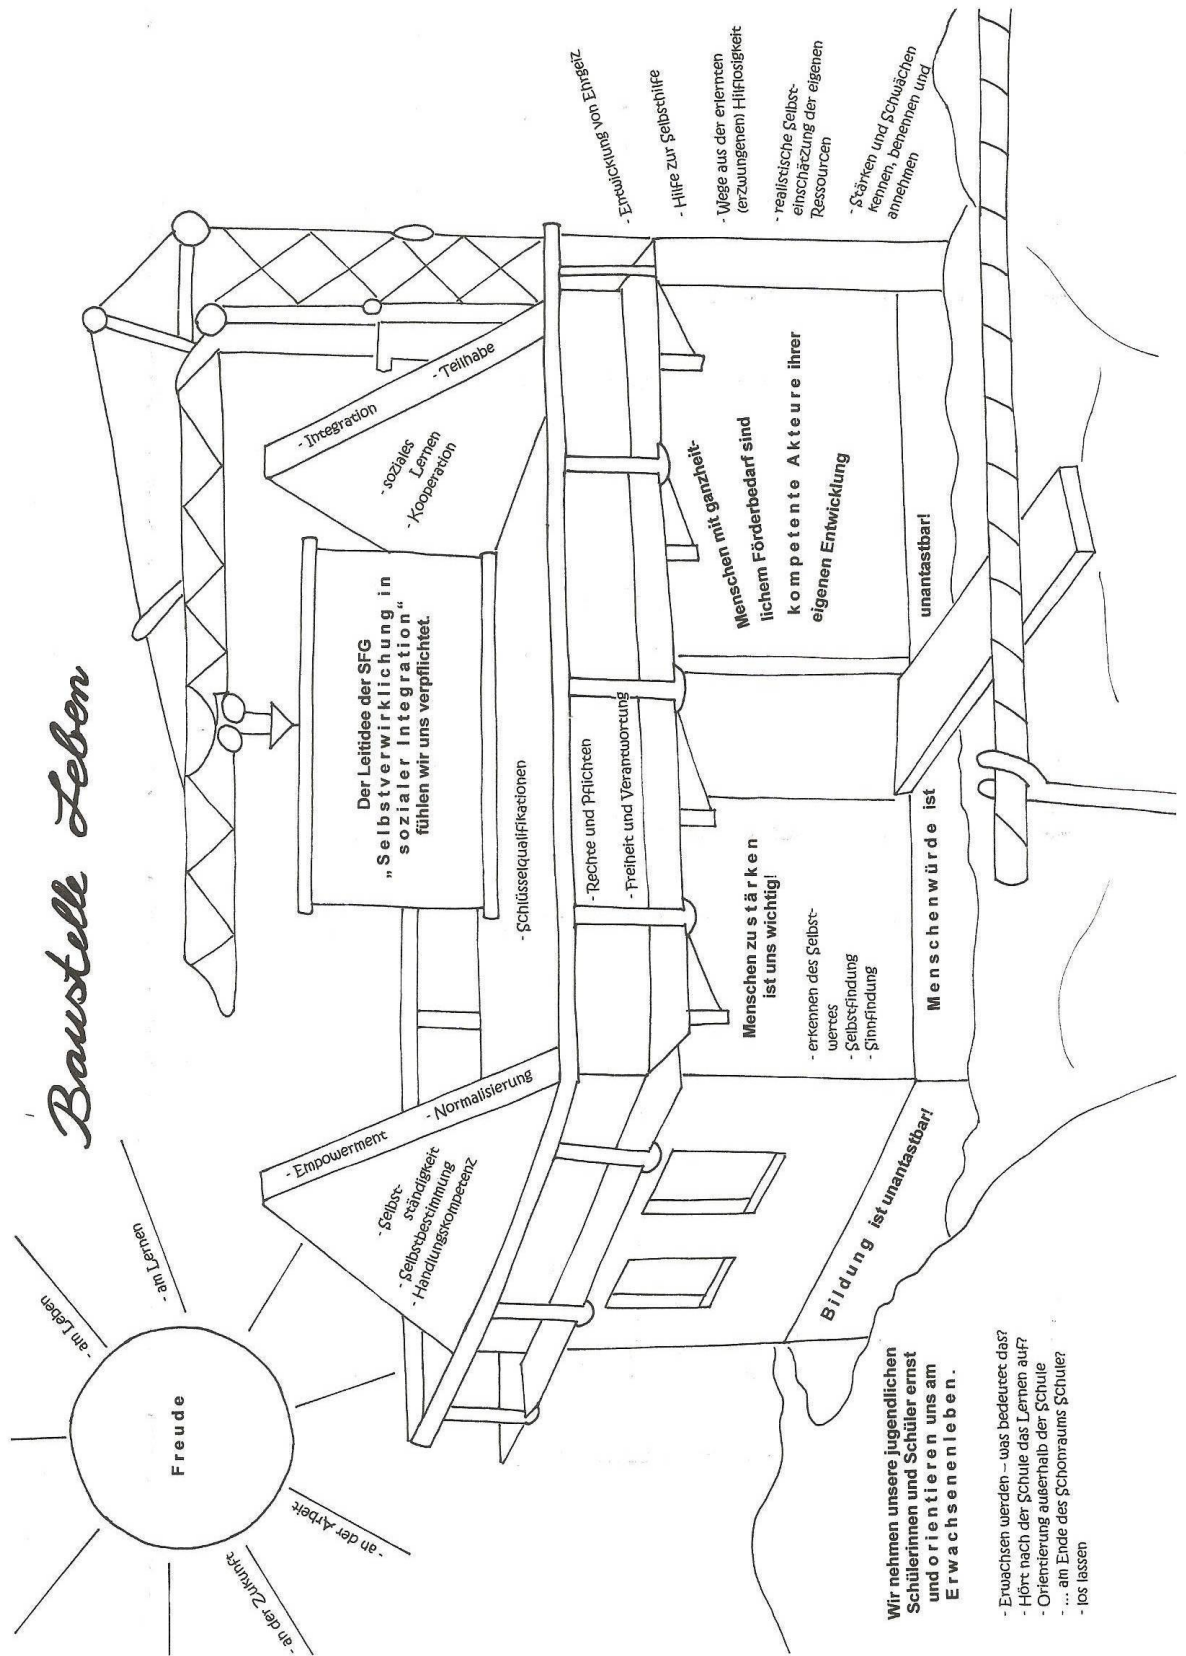 Baustelle Leben
Freude
- am Leben
- am Lernen
- an der Arbeit
- an der Zukunft
Der Leitidee der SFG
„Selbstverwirklichung in
sozialer Integration“
fühlen wir uns verpflichtet.
- Empowerment
- Normalisierung
- Selbst-
ständigkeit
- Selbstbestimmung
- Handlungskompetenz
- Integration
- Teilhabe
- soziales
Lernen
- Kooperation
- Schlüsselqualifikationen
- Rechte und Pflichten
- Freiheit und Verantwortung
Menschen zu stärken
ist uns wichtig!
- erkennen des Selbst-
wertes
- Selbstfindung
- Sinnfindung
Menschen mit ganzheit-
lichem Förderbedarf sind
kompetente Akteure ihrer
eigenen Entwicklung
- Entwicklung von Ehrgeiz
- Hilfe zur Selbsthilfe
- Wege aus der erlernten
(erzwungenen) Hilflosigkeit
- realistische Selbst-
einschätzung der eigenen
Ressourcen
- Stärken und Schwächen
kennen, benennen und
annehmen
Bildung ist unantastbar!
Menschenwürde ist
unantastbar!
Wir nehmen unsere jugendlichen
Schülerinnen und Schüler ernst
und orientieren uns am
Erwachsenenleben.
- Erwachsen werden – was bedeutet das?
- Hört nach der Schule das Lernen auf?
- Orientierung außerhalb der Schule
- ... am Ende des Schonraums Schule?
- los lassen